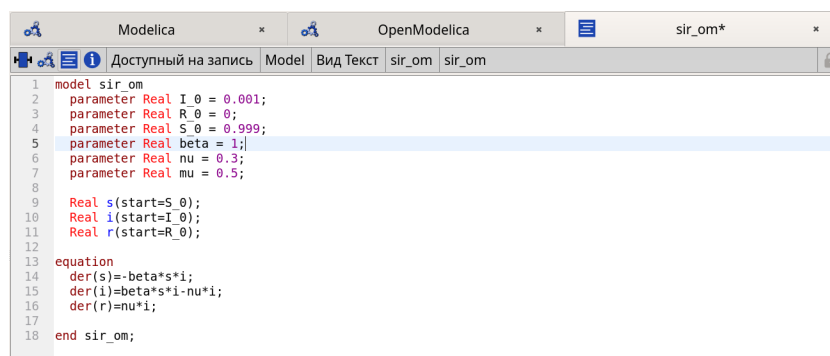 Modelica × OpenModelica × sir_om* ×
Доступный на запись Model Вид Текст sir_om sir_om
1 model sir_om
2   parameter Real I_0 = 0.001;
3   parameter Real R_0 = 0;
4   parameter Real S_0 = 0.999;
5   parameter Real beta = 1;
6   parameter Real nu = 0.3;
7   parameter Real mu = 0.5;
8
9   Real s(start=S_0);
10   Real i(start=I_0);
11   Real r(start=R_0);
12
13 equation
14   der(s)=-beta*s*i;
15   der(i)=beta*s*i-nu*i;
16   der(r)=nu*i;
17
18 end sir_om;